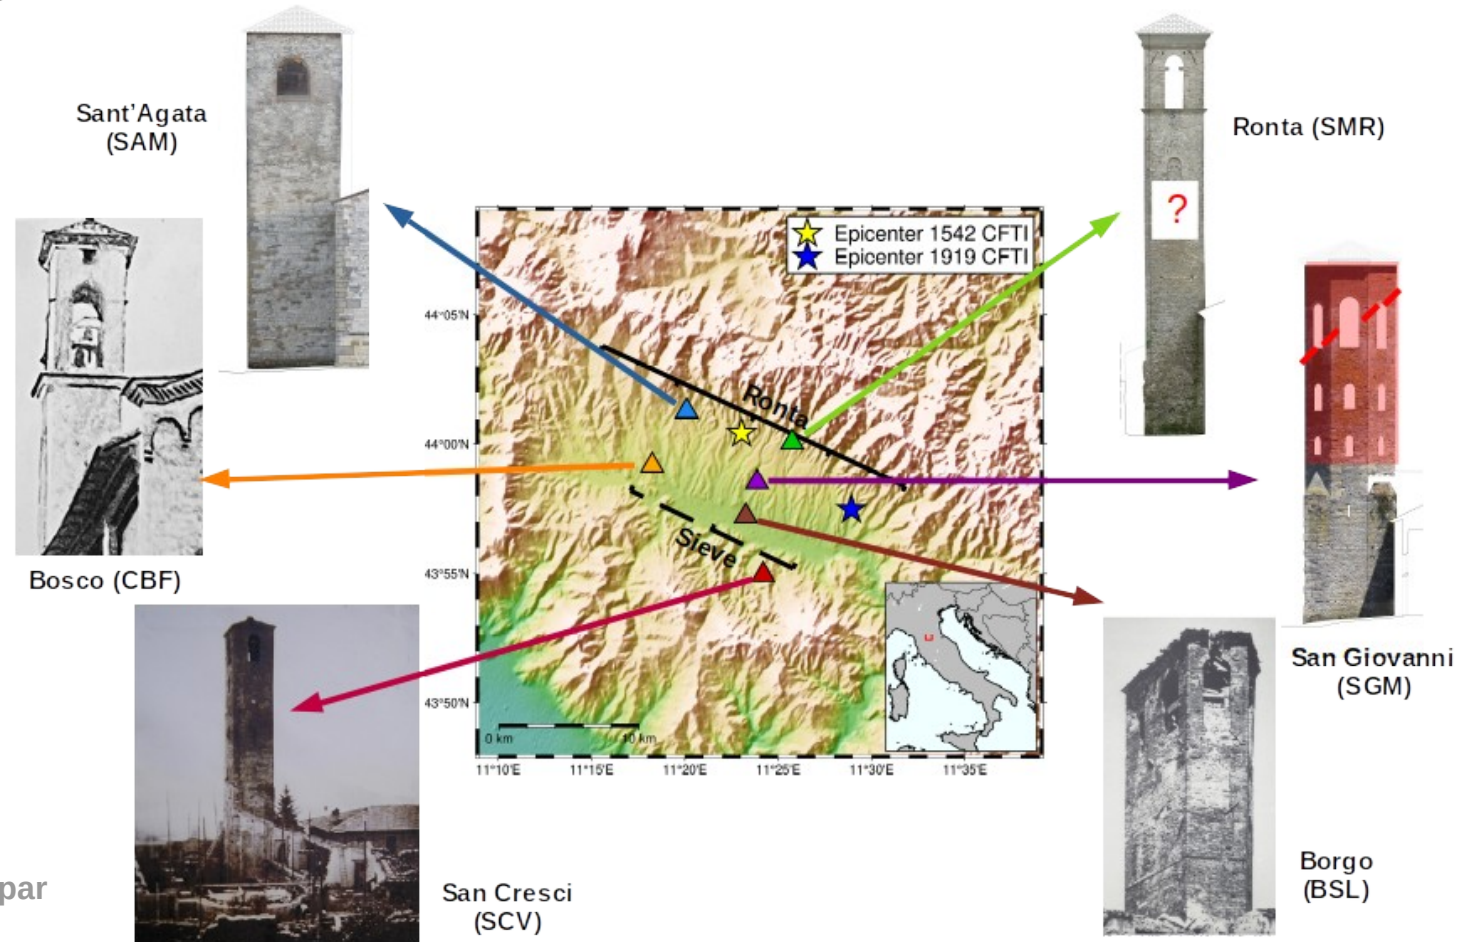 Sant’Agata
(SAM)
Ronta (SMR)
?
Epicenter 1542 CFTI
Epicenter 1919 CFTI
44°05'N
44°00'N
43°55'N
43°50'N
Ronta
Sieve
Bosco (CBF)
0 km
10 km
11°10'E
11°15'E
11°20'E
11°25'E
11°30'E
11°35'E
San Giovanni
(SGM)
Borgo
(BSL)
San Cresci
(SCV)
par